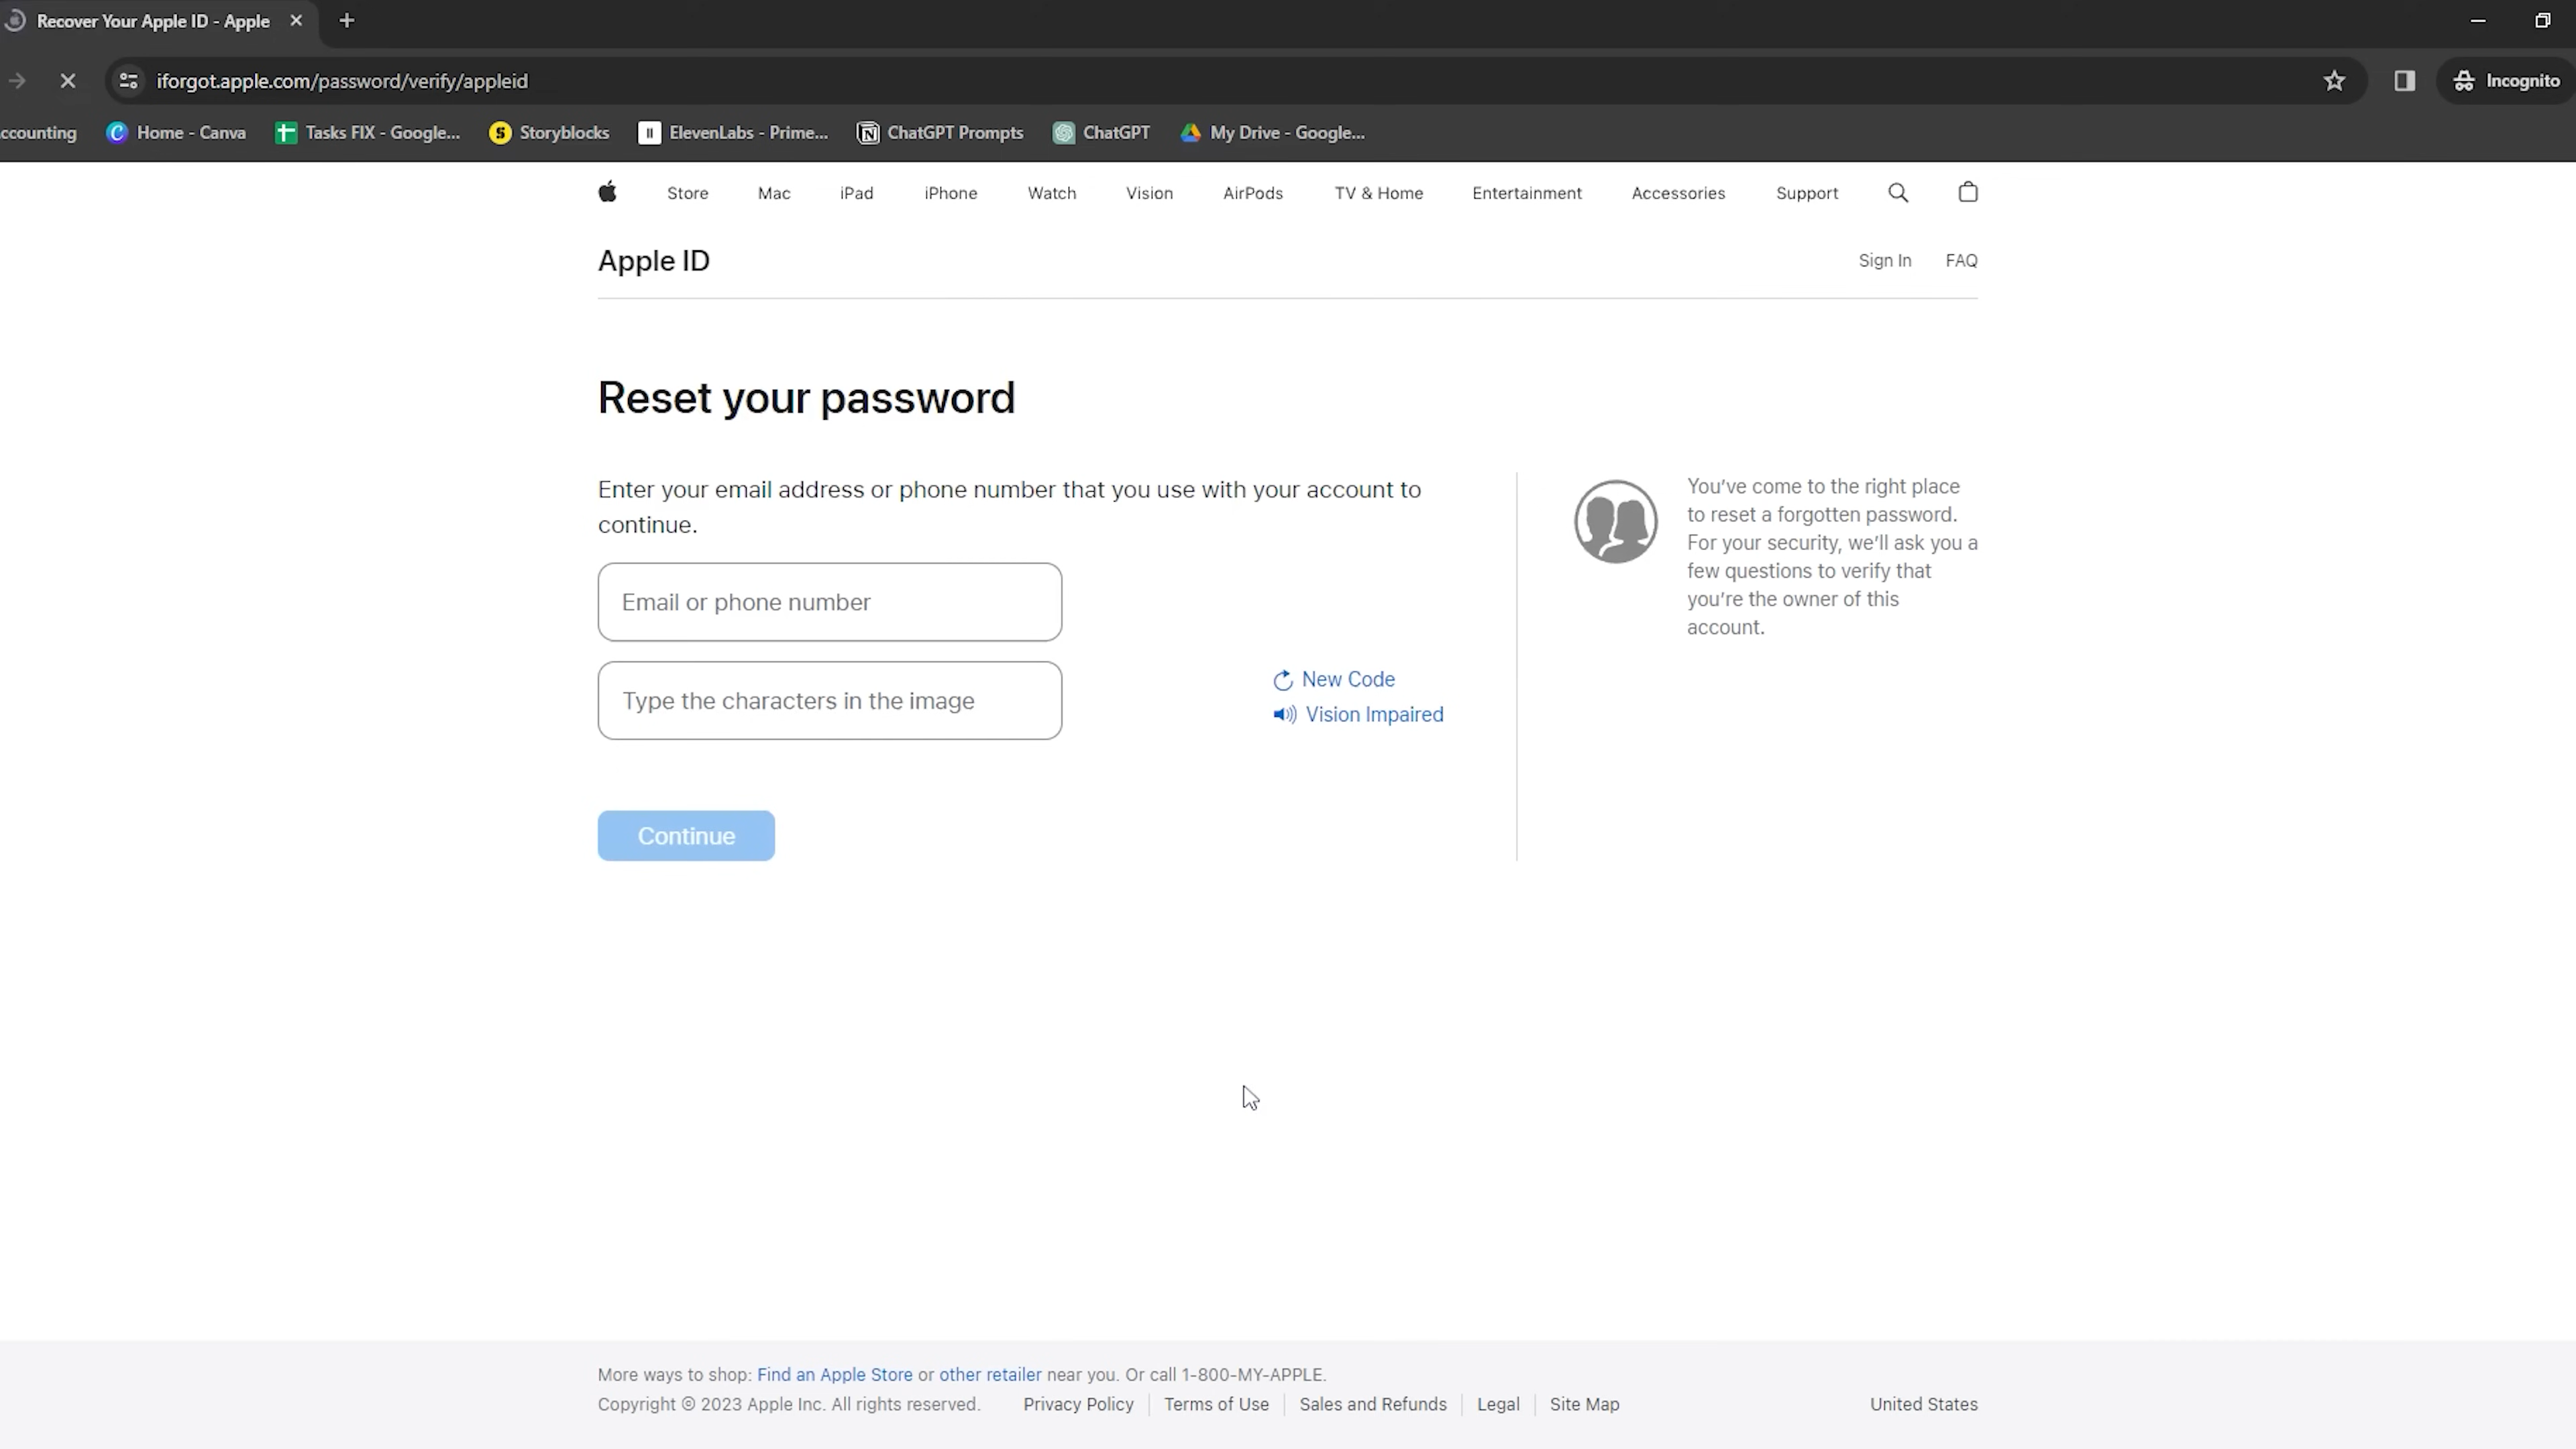 Recover Your Apple ID - Apple
iforgot.apple.com/password/verify/appleid
Incognito
ccounting
Home - Canva
Tasks FIX - Google...
Storyblocks
ElevenLabs - Prime...
ChatGPT Prompts
ChatGPT
My Drive - Google...
Store
Mac
iPad
iPhone
Watch
Vision
AirPods
TV & Home
Entertainment
Accessories
Support
Apple ID
Sign In
FAQ
Reset your password
Enter your email address or phone number that you use with your account to
continue.
Email or phone number
Type the characters in the image
New Code
Vision Impaired
Continue
You've come to the right place
to reset a forgotten password.
For your security, we'll ask you a
few questions to verify that
you're the owner of this
account.
More ways to shop: Find an Apple Store or other retailer near you. Or call 1-800-MY-APPLE.
Copyright © 2023 Apple Inc. All rights reserved.
Privacy Policy
Terms of Use
Sales and Refunds
Legal
Site Map
United States